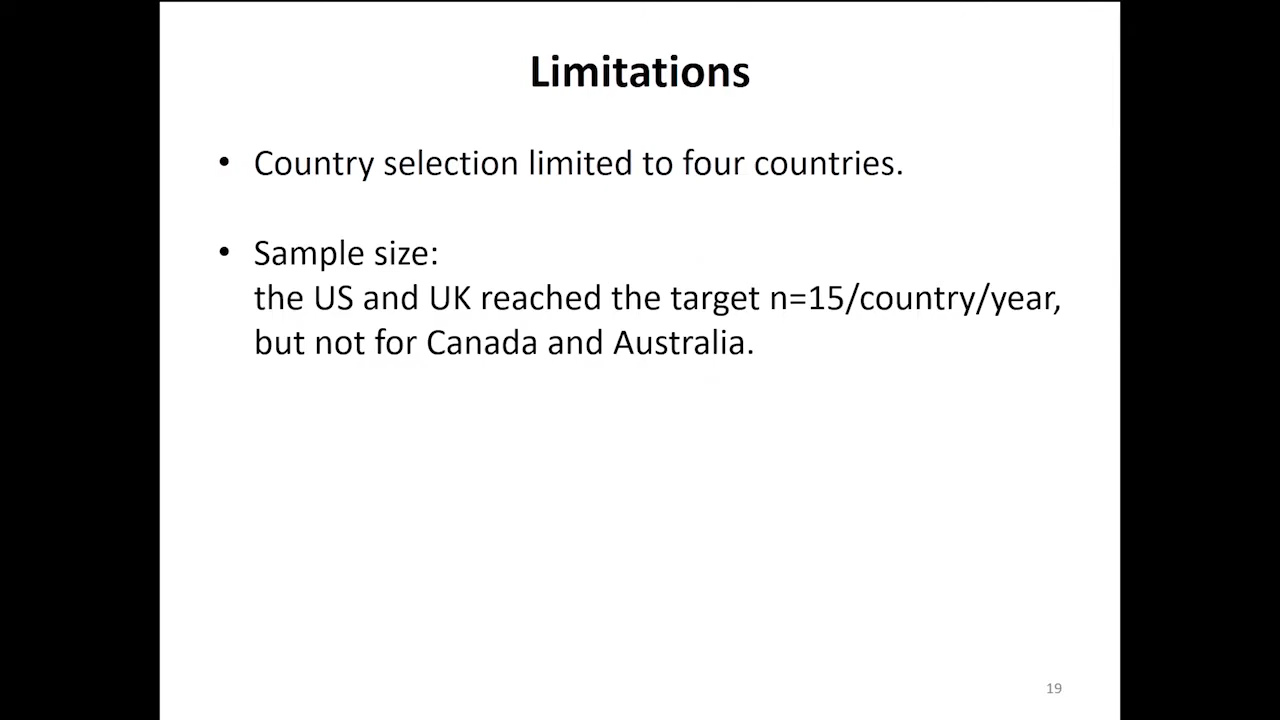 Limitations
• Country selection limited to four countries.
• Sample size:
the US and UK reached the target n=15/country/year,
but not for Canada and Australia.
19